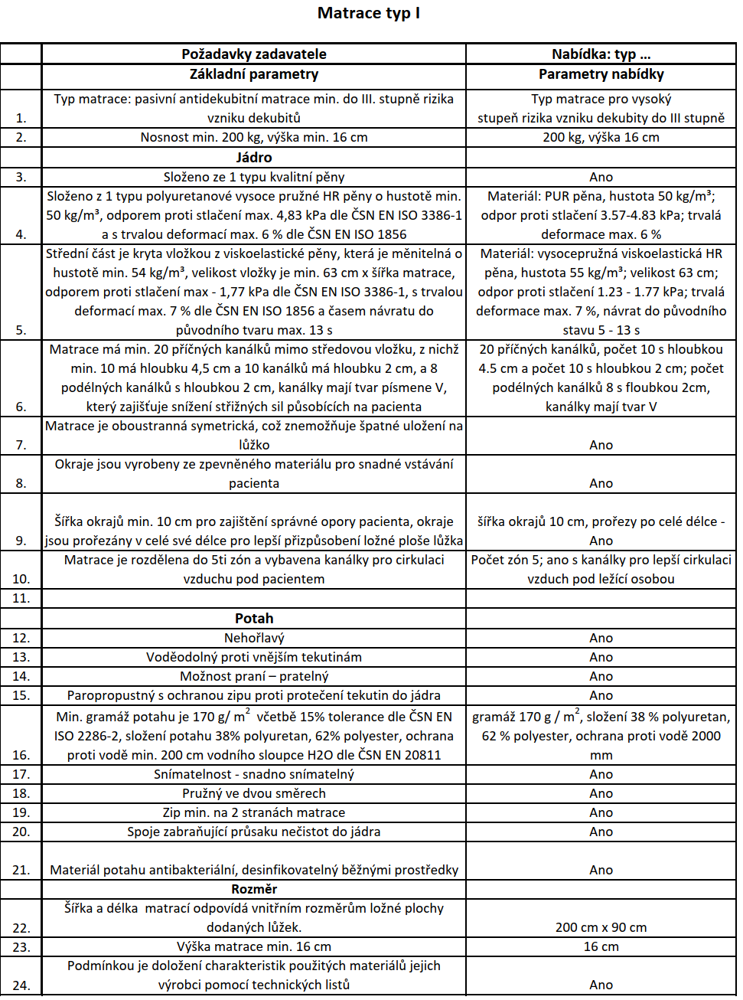 Matrace typ I
Požadavky zadavatele
Nabídka: typ ...
Základní parametry
Parametry nabídky
1.
Typ matrace: pasivní antidekubitní matrace min. do III. stupně rizika
vzniku dekubitů
Typ matrace pro vysoký
stupeň rizika vzniku dekubity do III stupně
2.
Nosnost min. 200 kg, výška min. 16 cm
200 kg, výška 16 cm
Jádro
3.
Složeno ze 1 typu kvalitní pěny
Ano
4.
Složeno z 1 typu polyuretanové vysoce pružné HR pěny o hustotě min.
50 kg/m³, odporem proti stlačení max. 4,83 kPa dle ČSN EN ISO 3386-1
a s trvalou deformací max. 6 % dle ČSN EN ISO 1856
Materiál: PUR pěna, hustota 50 kg/m³;
odpor proti stlačení 3.57-4.83 kPa; trvalá
deformace max. 6 %
5.
Střední část je kryta vložkou z viskoelastické pěny, která je měnitelná o
hustotě min. 54 kg/m³, velikost vložky je min. 63 cm x šířka matrace,
odporem proti stlačení max - 1,77 kPa dle ČSN EN ISO 3386-1, s trvalou
deformací max. 7 % dle ČSN EN ISO 1856 a časem návratu do
původního tvaru max. 13 s
Materiál: vysocepružná viskoelastická HR
pěna, hustota 55 kg/m³; velikost 63 cm;
odpor proti stlačení 1.23 - 1.77 kPa; trvalá
deformace max. 7 %, návrat do původního
stavu 5 - 13 s
6.
Matrace má min. 20 příčných kanálků mimo středovou vložku, z nichž
min. 10 má hloubku 4,5 cm a 10 kanálků má hloubku 2 cm, a 8
podélných kanálků s hloubkou 2 cm, kanálky mají tvar písmene V,
který zajišťuje snížení střižných sil působících na pacienta
20 příčných kanálků, počet 10 s hloubkou
4.5 cm a počet 10 s hloubkou 2 cm; počet
podélných kanálků 8 s floubkou 2cm,
kanálky mají tvar V
7.
Matrace je oboustranná symetrická, což znemožňuje špatné uložení na
lůžko
Ano
8.
Okraje jsou vyrobeny ze zpevněného materiálu pro snadné vstávání
pacienta
Ano
9.
Šířka okrajů min. 10 cm pro zajištění správné opory pacienta, okraje
jsou prořezány v celé své délce pro lepší přizpůsobení ložné ploše lůžka
šířka okrajů 10 cm, prořezy po celé délce -
Ano
10.
Matrace je rozdělena do 5ti zón a vybavena kanálky pro cirkulaci
vzduchu pod pacientem
Počet zón 5; ano s kanálky pro lepší cirkulaci
vzduch pod ležící osobou
11.
Potah
12.
Nehořlavý
Ano
13.
Voděodolný proti vnějším tekutinám
Ano
14.
Možnost praní – pratelný
Ano
15.
Paropropustný s ochranou zipu proti protečení tekutin do jádra
Ano
16.
Min. gramáž potahu je 170 g/ m² včetbě 15% tolerance dle ČSN EN
ISO 2286-2, složení potahu 38% polyuretan, 62% polyester, ochrana
proti vodě min. 200 cm vodního sloupce H2O dle ČSN EN 20811
gramáž 170 g / m², složení 38 % polyuretan,
62 % polyester, ochrana proti vodě 2000
mm
17.
Snímatelnost - snadno snímatelný
Ano
18.
Pružný ve dvou směrech
Ano
19.
Zip min. na 2 stranách matrace
Ano
20.
Spoje zabraňující průsaku nečistot do jádra
Ano
21.
Materiál potahu antibakteriální, desinfikovatelný běžnými prostředky
Ano
Rozměr
22.
Šířka a délka matrací odpovídá vnitřním rozměrům ložné plochy
dodaných lůžek.
200 cm x 90 cm
23.
Výška matrace min. 16 cm
16 cm
24.
Podmínkou je doložení charakteristik použitých materiálů jejich
výrobci pomocí technických listů
Ano